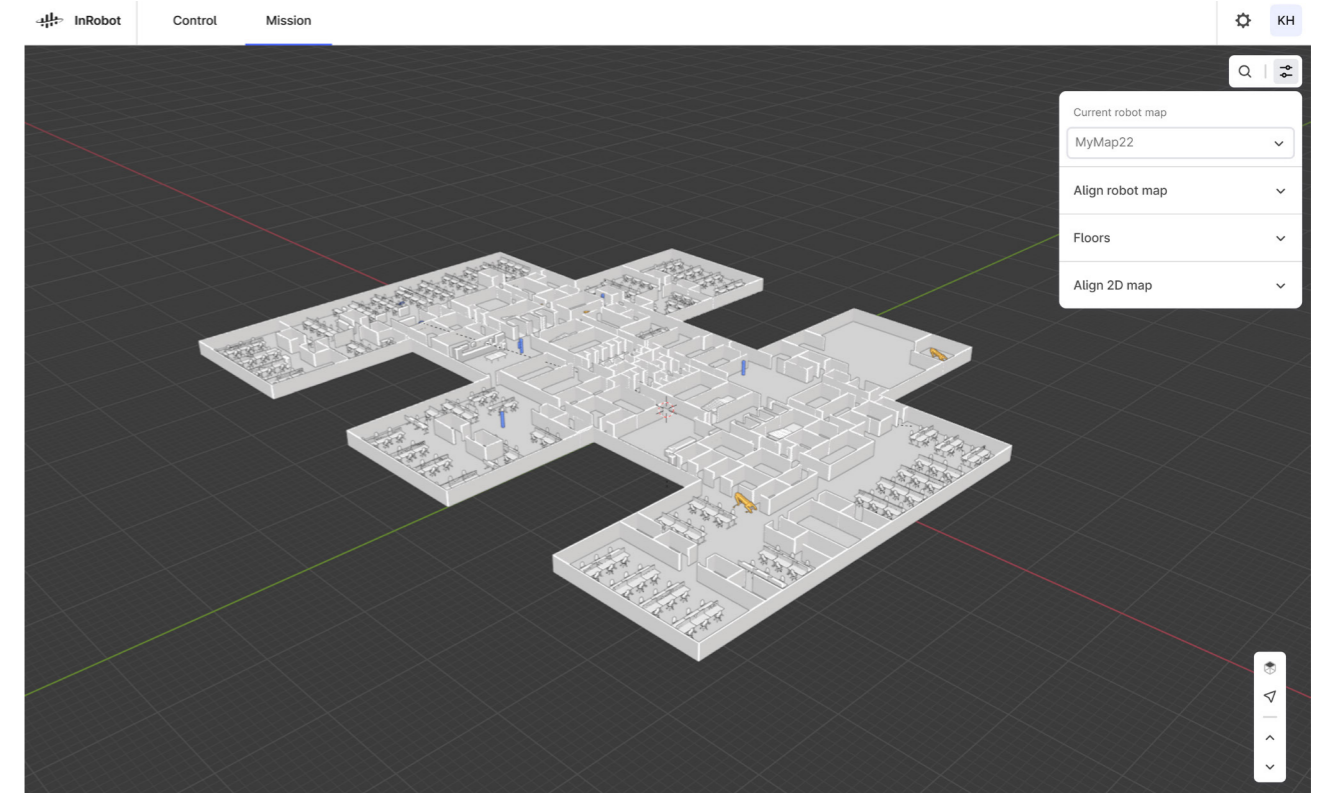 InRobot
Control
Mission
KH
Current robot map
MyMap22
Align robot map
Floors
Align 2D map